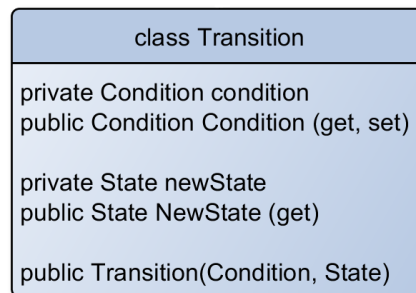 class Transition
private Condition condition
public Condition Condition (get, set)
private State newState
public State NewState (get)
public Transition(Condition, State)